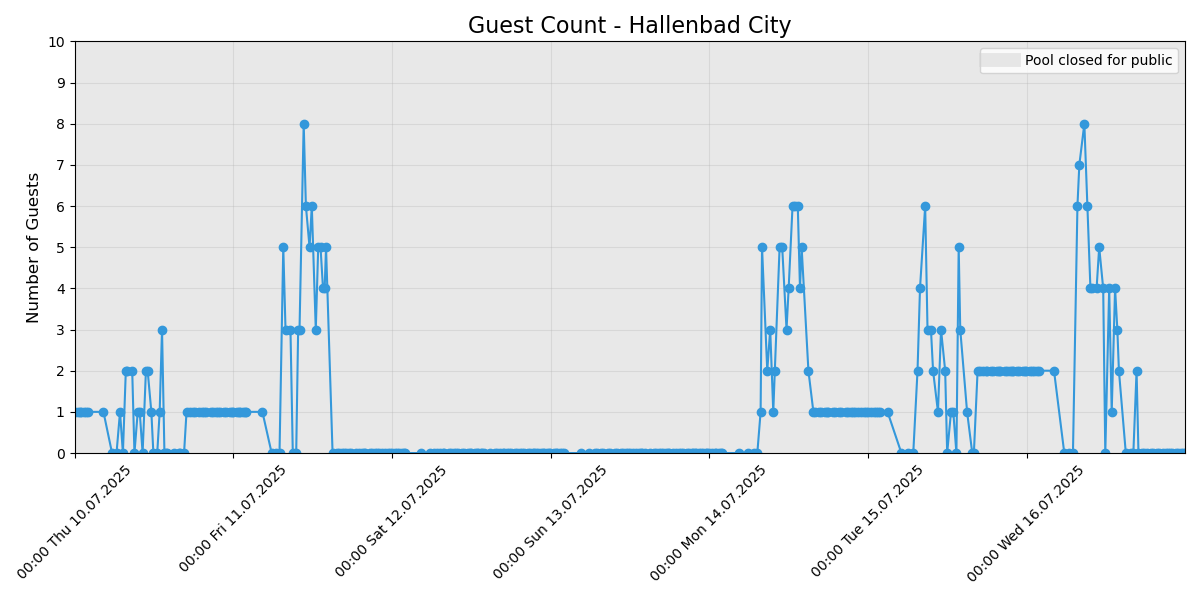 Guest Count - Hallenbad City
Pool closed for public
Number of Guests
10
9
8
7
6
5
4
3
2
1
0
00:00 Thu 10.07.2025
00:00 Fri 11.07.2025
00:00 Sat 12.07.2025
00:00 Sun 13.07.2025
00:00 Mon 14.07.2025
00:00 Tue 15.07.2025
00:00 Wed 16.07.2025